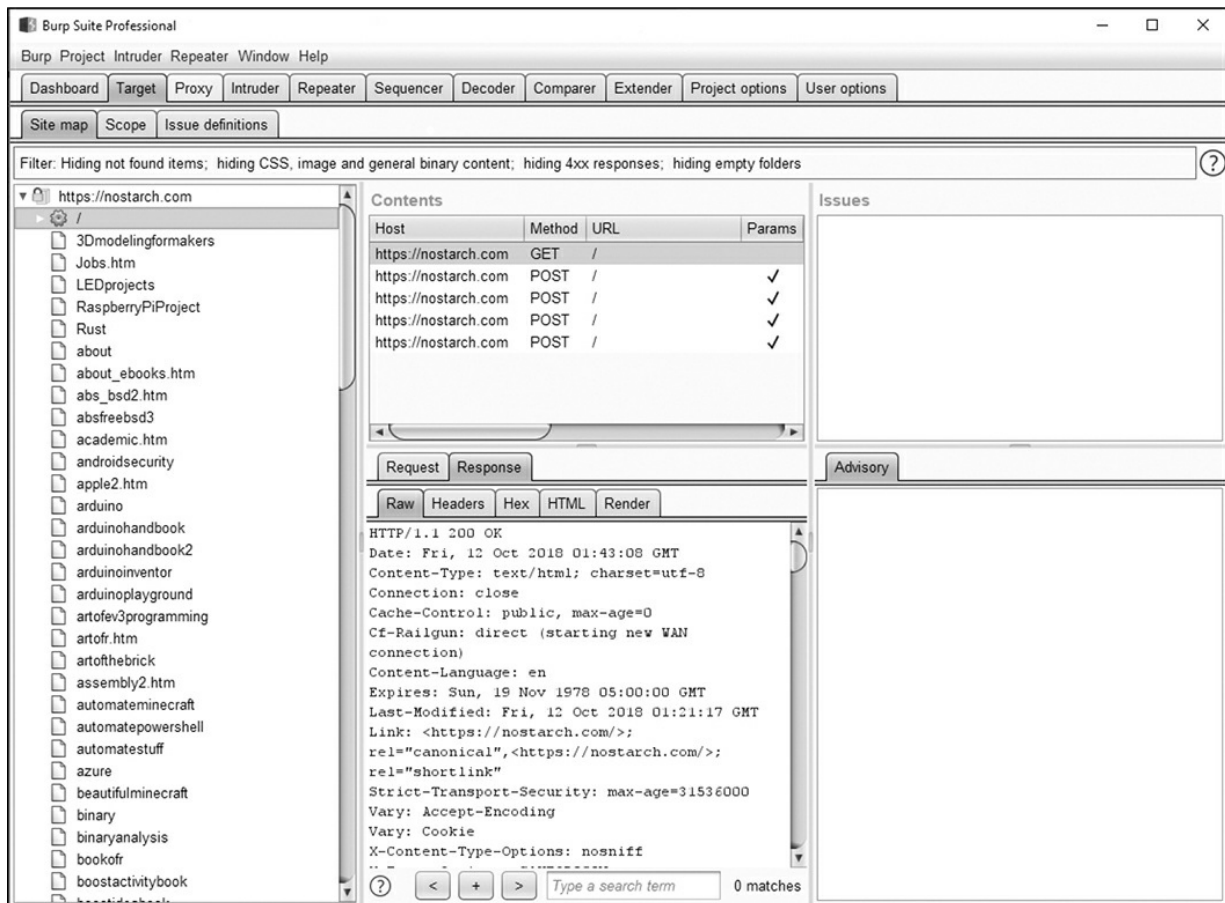 Burp Suite Professional
Burp Project Intruder Repeater Window Help
Dashboard Target Proxy Intruder Repeater Sequencer Decoder Comparer Extender Project options User options
Site map Scope Issue definitions
Filter: Hiding not found items; hiding CSS, image and general binary content; hiding 4xx responses; hiding empty folders ?
https://nostarch.com
/
3Dmodelingformakers
Jobs.htm
LEDprojects
RaspberryPiProject
Rust
about
about_ebooks.htm
abs_bsd2.htm
absfreebsd3
academic.htm
androidsecurity
apple2.htm
arduino
arduinohandbook
arduinohandbook2
arduinoinventor
arduinoplayground
artofev3programming
artofr.htm
artofthebrick
assembly2.htm
automateminecraft
automatepowershell
automatestuff
azure
beautifulminecraft
binary
binaryanalysis
bookofr
boostactivitybook
Contents
Host Method URL Params
https://nostarch.com GET /
https://nostarch.com POST / ✓
https://nostarch.com POST / ✓
https://nostarch.com POST / ✓
https://nostarch.com POST / ✓
Request Response
Raw Headers Hex HTML Render
HTTP/1.1 200 OK
Date: Fri, 12 Oct 2018 01:43:08 GMT
Content-Type: text/html; charset=utf-8
Connection: close
Cache-Control: public, max-age=0
Cf-Railgun: direct (starting new WAN
connection)
Content-Language: en
Expires: Sun, 19 Nov 1978 05:00:00 GMT
Last-Modified: Fri, 12 Oct 2018 01:21:17 GMT
Link: <https://nostarch.com/>;
rel="canonical",<https://nostarch.com/>;
rel="shortlink"
Strict-Transport-Security: max-age=31536000
Vary: Accept-Encoding
Vary: Cookie
X-Content-Type-Options: nosniff
? < + > Type a search term 0 matches
Issues
Advisory